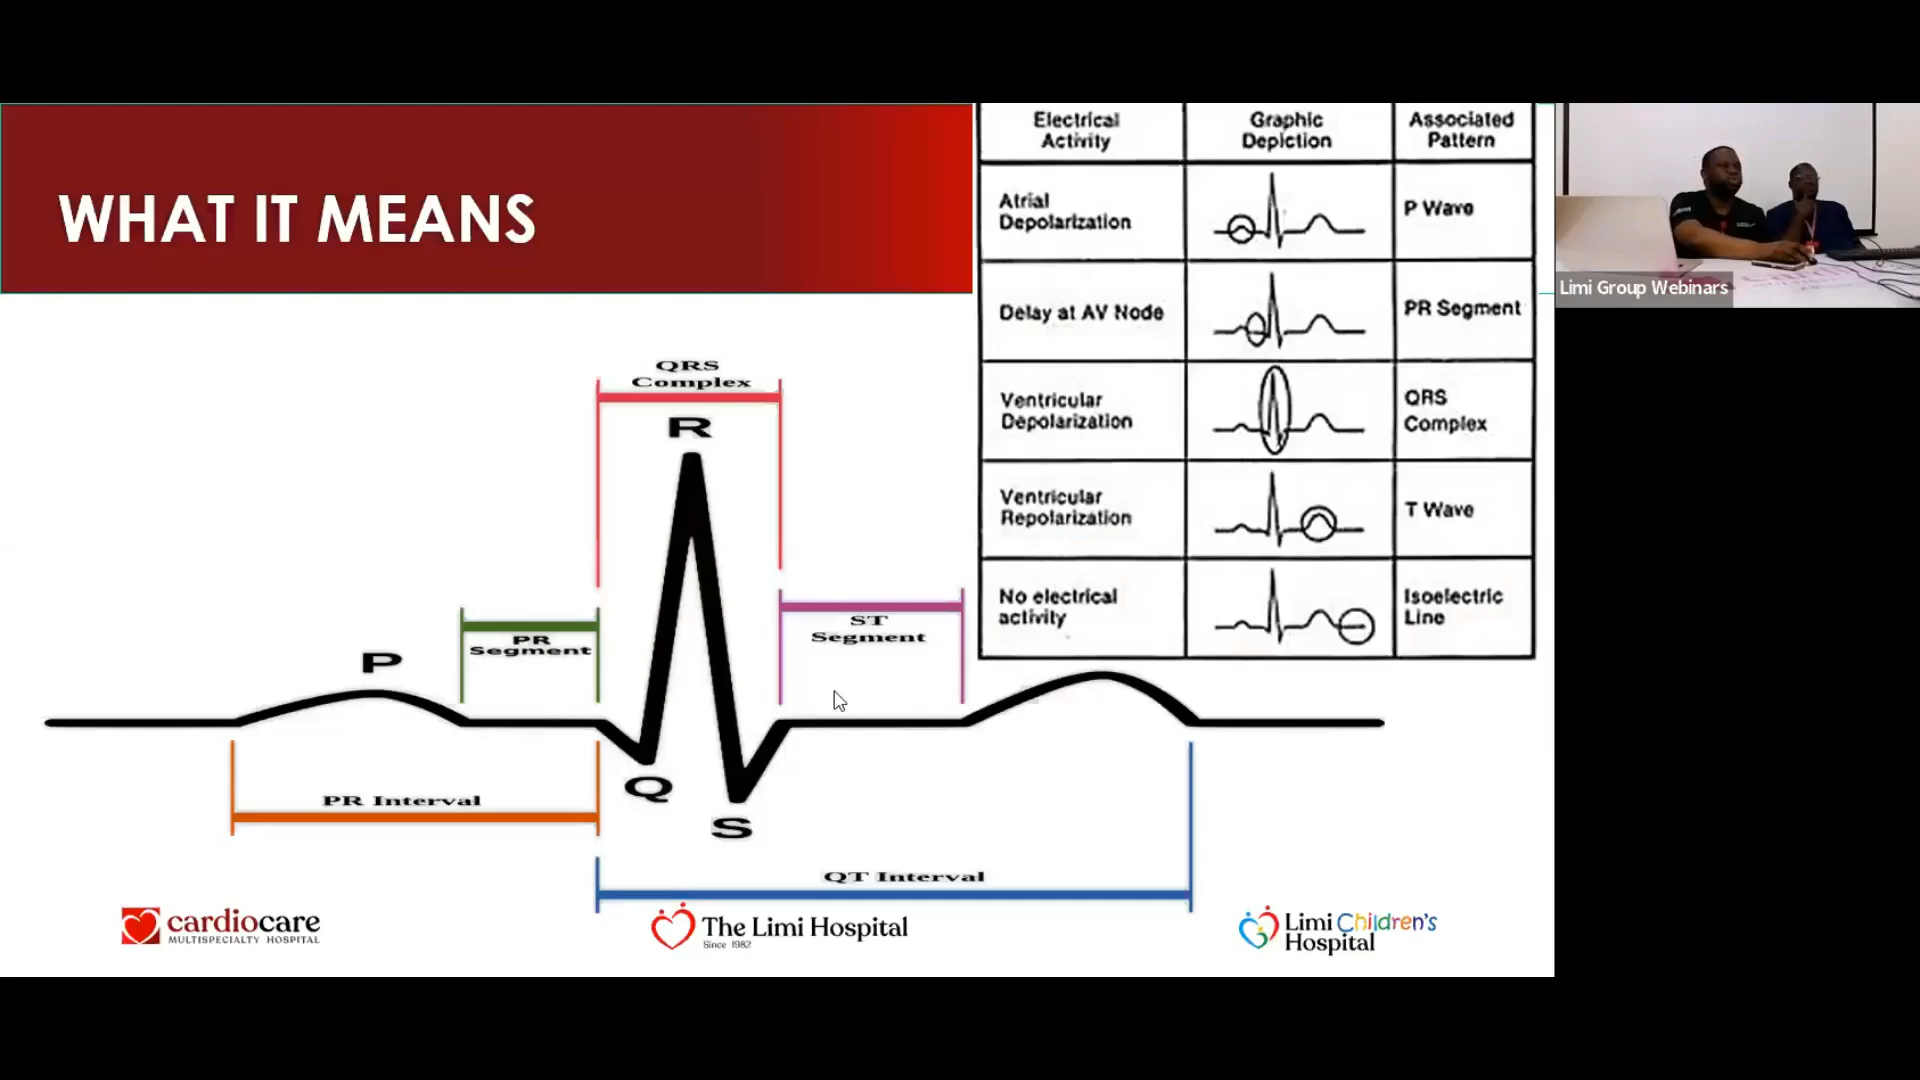 WHAT IT MEANS
Electrical
Activity
Graphic
Depiction
Associated
Pattern
Atrial
Depolarization
P Wave
Delay at AV Node
PR Segment
Ventricular
Depolarization
QRS
Complex
Ventricular
Repolarization
T Wave
No electrical
activity
Isoelectric
Line
Limi Group Webinars
QRS
Complex
R
PR
Segment
ST
Segment
P
Q
S
PR Interval
QT Interval
cardiocare
MULTISPECIALTY HOSPITAL
The Limi Hospital
Since 1982
Limi Children's
Hospital